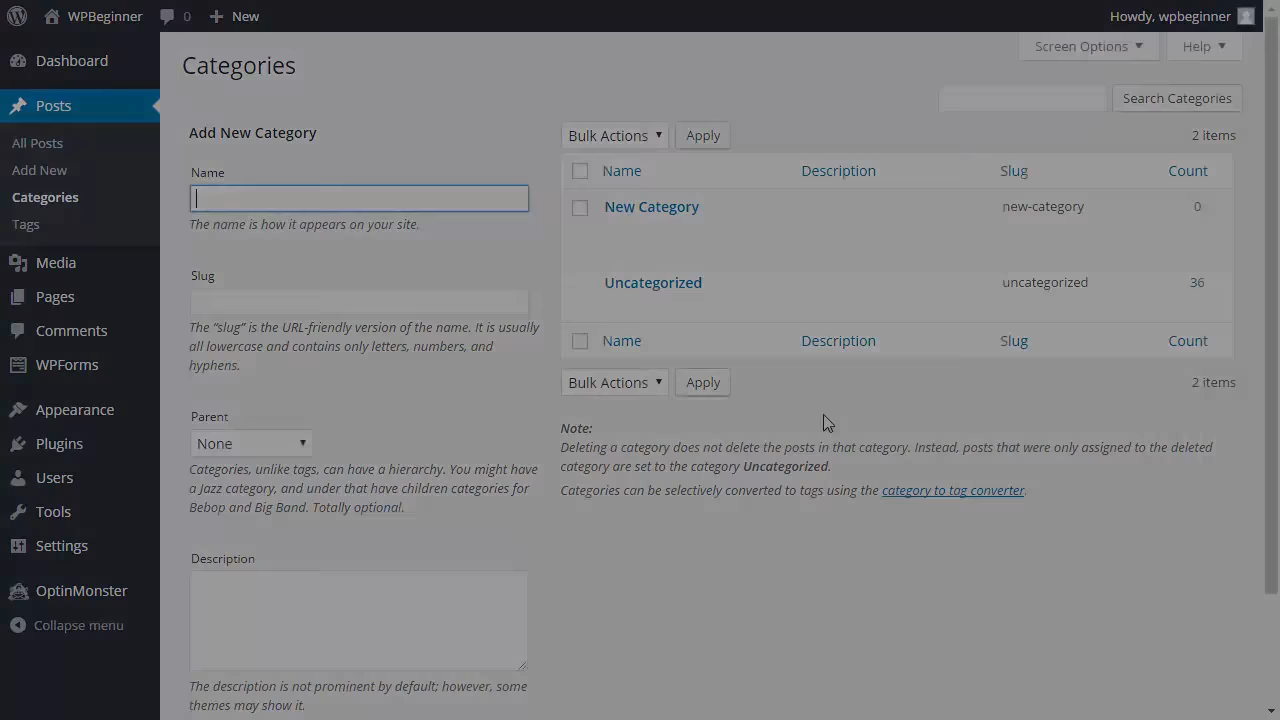 WPBeginner 0 New Howdy, wpbeginner
Dashboard
Posts
All Posts
Add New
Categories
Tags
Media
Pages
Comments
WPForms
Appearance
Plugins
Users
Tools
Settings
OptinMonster
Collapse menu
Screen Options Help
Categories
Search Categories
Add New Category
Name
The name is how it appears on your site.
Slug
The “slug” is the URL-friendly version of the name. It is usually
all lowercase and contains only letters, numbers, and
hyphens.
Parent
None
Categories, unlike tags, can have a hierarchy. You might have
a Jazz category, and under that have children categories for
Bebop and Big Band. Totally optional.
Description
The description is not prominent by default; however, some
themes may show it.
Bulk Actions Apply 2 items
Name Description Slug Count
New Category new-category 0
Uncategorized uncategorized 36
Name Description Slug Count
Bulk Actions Apply 2 items
Note:
Deleting a category does not delete the posts in that category. Instead, posts that were only assigned to the deleted
category are set to the category Uncategorized.
Categories can be selectively converted to tags using the category to tag converter.